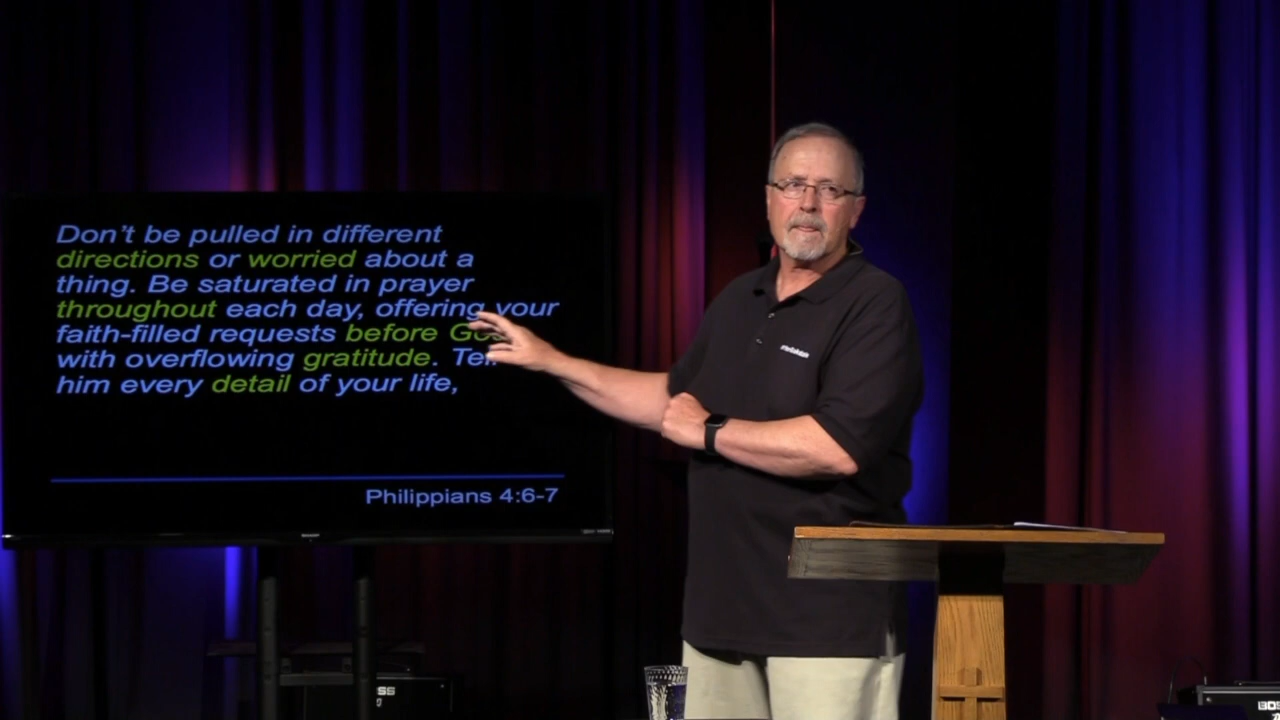 Don't be pulled in different
directions or worried about a
thing. Be saturated in prayer
throughout each day, offering your
faith-filled requests before
with overflowing gratitude.
him every detail of your life,
Philippians 4:6-7
SHARP